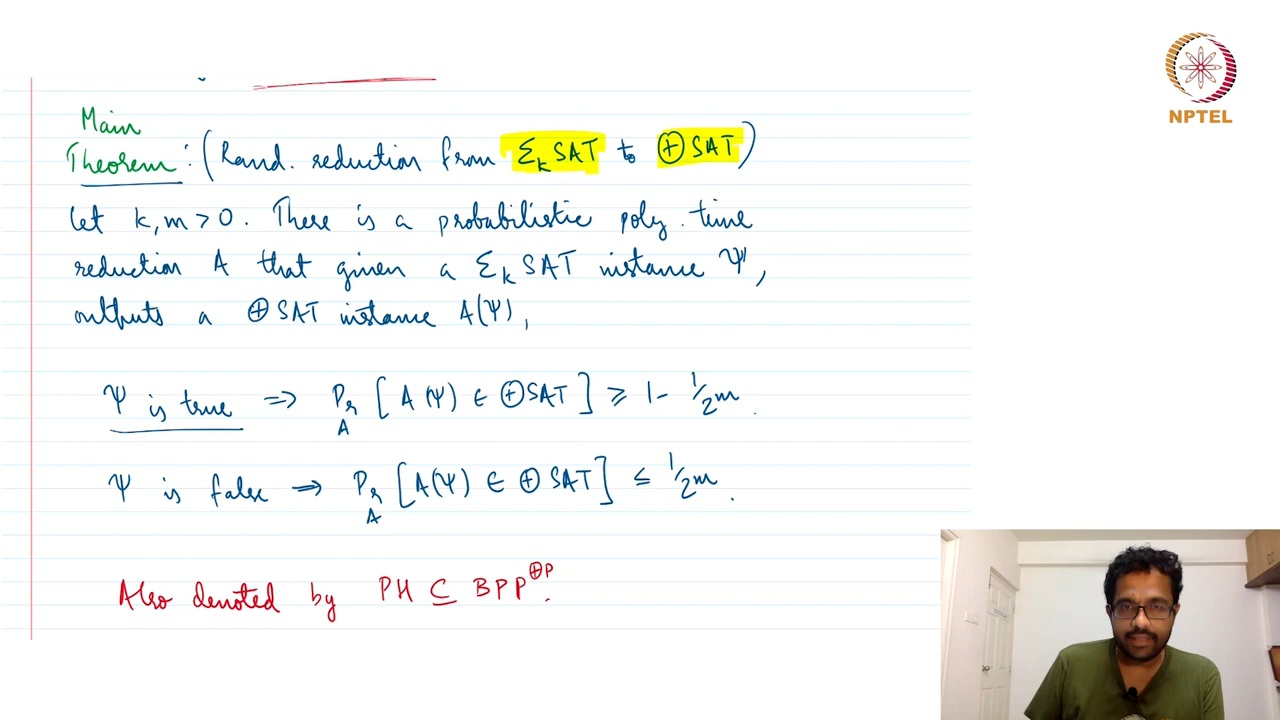 NPTEL
Main
Theorem: (Rand. reduction from Σ_k SAT to ⊕SAT)
Let k, m > 0. There is a probabilistic poly. time
reduction A that given a Σ_k SAT instance Ψ,
outputs a ⊕SAT instance A(Ψ),
Ψ is true ⟹ Pr_A [A(Ψ) ∈ ⊕SAT] ≥ 1 - 1/2^m.
Ψ is false ⟹ Pr_A [A(Ψ) ∈ ⊕SAT] ≤ 1/2^m.
Also denoted by PH ⊆ BPP^⊕P.